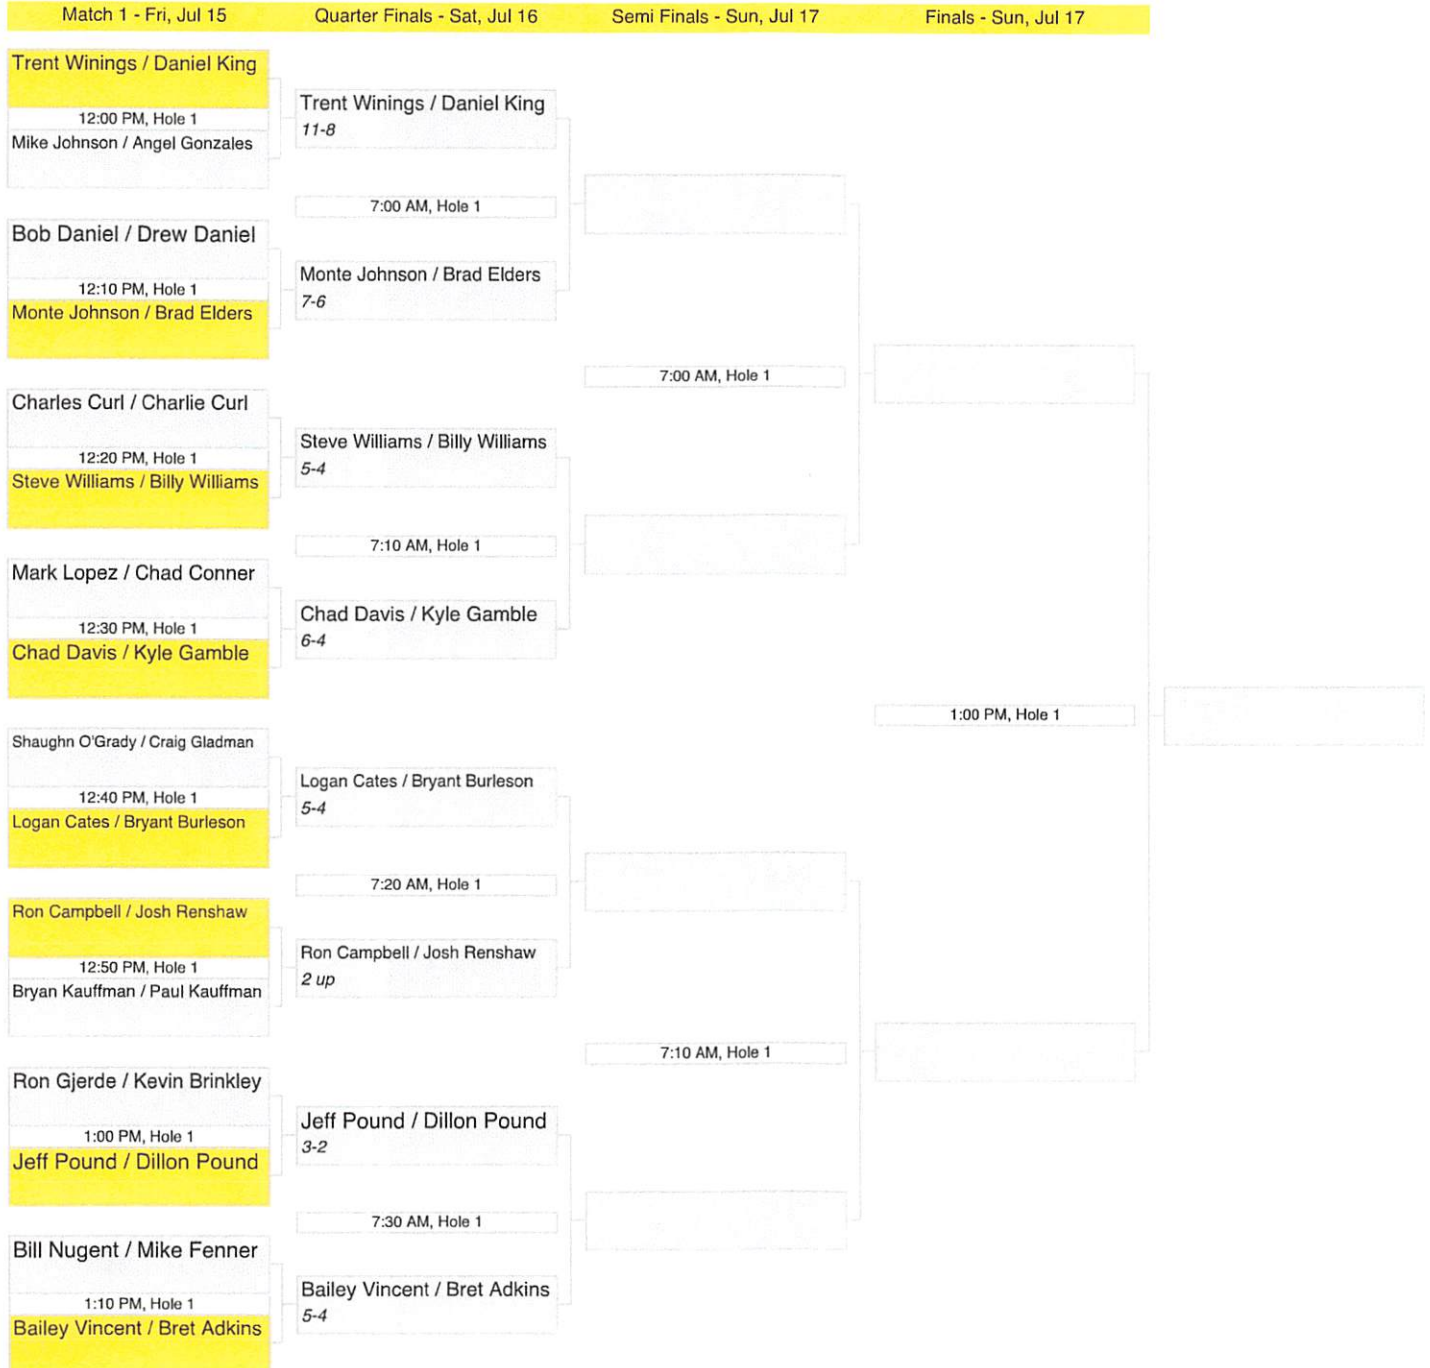 Match 1 - Fri, Jul 15
Quarter Finals - Sat, Jul 16
Semi Finals - Sun, Jul 17
Finals - Sun, Jul 17
Trent Winings / Daniel King
12:00 PM, Hole 1
Mike Johnson / Angel Gonzales
Bob Daniel / Drew Daniel
12:10 PM, Hole 1
Monte Johnson / Brad Elders
Charles Curl / Charlie Curl
12:20 PM, Hole 1
Steve Williams / Billy Williams
Mark Lopez / Chad Conner
12:30 PM, Hole 1
Chad Davis / Kyle Gamble
Shaughn O'Grady / Craig Gladman
12:40 PM, Hole 1
Logan Cates / Bryant Burleson
Ron Campbell / Josh Renshaw
12:50 PM, Hole 1
Bryan Kauffman / Paul Kauffman
Ron Gjerde / Kevin Brinkley
1:00 PM, Hole 1
Jeff Pound / Dillon Pound
Bill Nugent / Mike Fenner
1:10 PM, Hole 1
Bailey Vincent / Bret Adkins
Trent Winings / Daniel King
11-8
7:00 AM, Hole 1
Monte Johnson / Brad Elders
7-6
Steve Williams / Billy Williams
5-4
7:10 AM, Hole 1
Chad Davis / Kyle Gamble
6-4
Logan Cates / Bryant Burleson
5-4
7:20 AM, Hole 1
Ron Campbell / Josh Renshaw
2 up
Jeff Pound / Dillon Pound
3-2
7:30 AM, Hole 1
Bailey Vincent / Bret Adkins
5-4
7:00 AM, Hole 1
7:10 AM, Hole 1
1:00 PM, Hole 1